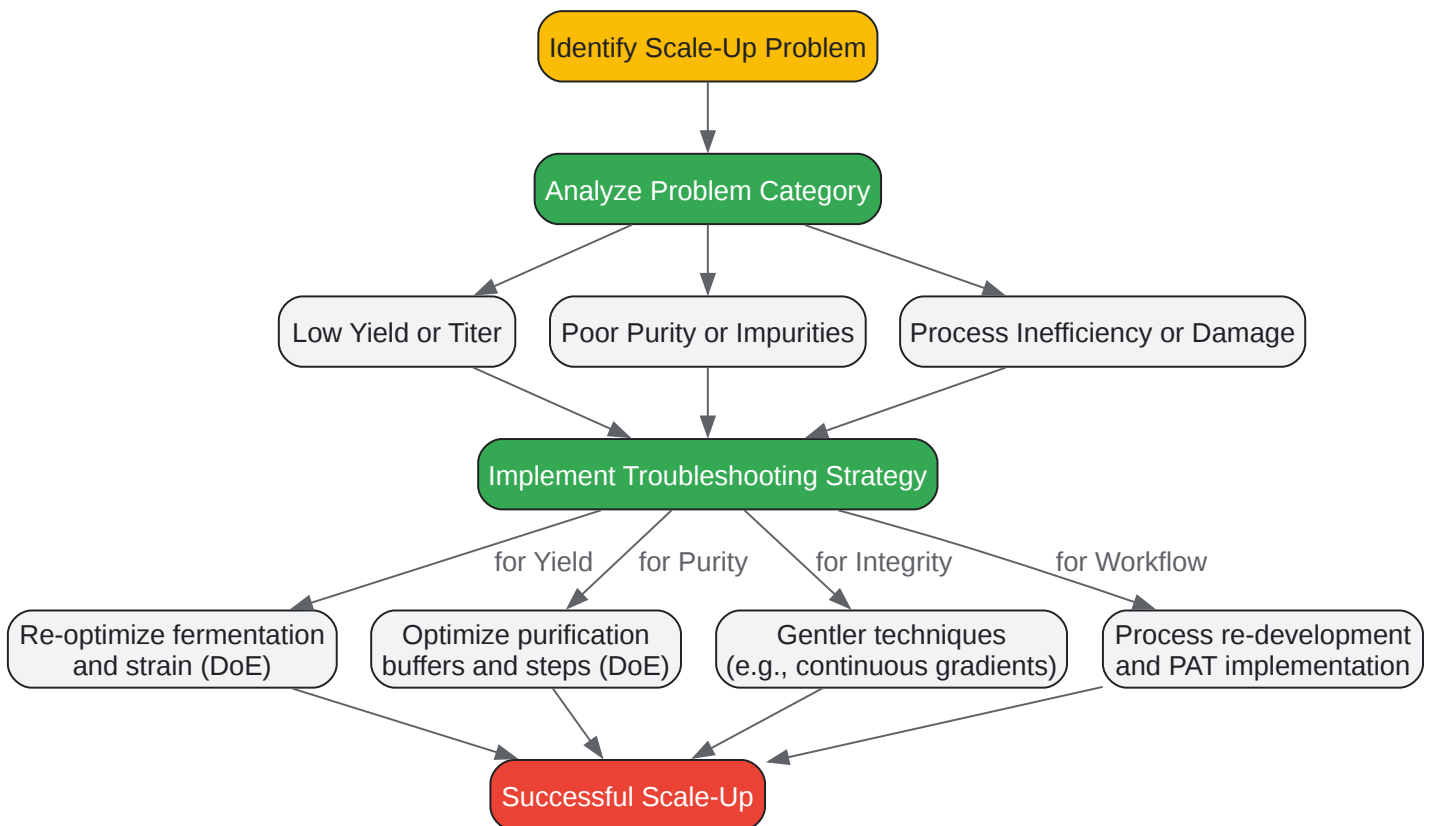 Identify Scale-Up Problem
Analyze Problem Category
Low Yield or Titer
Poor Purity or Impurities
Process Inefficiency or Damage
Implement Troubleshooting Strategy
for Yield
for Purity
for Integrity
for Workflow
Re-optimize fermentation
and strain (DoE)
Optimize purification
buffers and steps (DoE)
Gentler techniques
(e.g., continuous gradients)
Process re-development
and PAT implementation
Successful Scale-Up